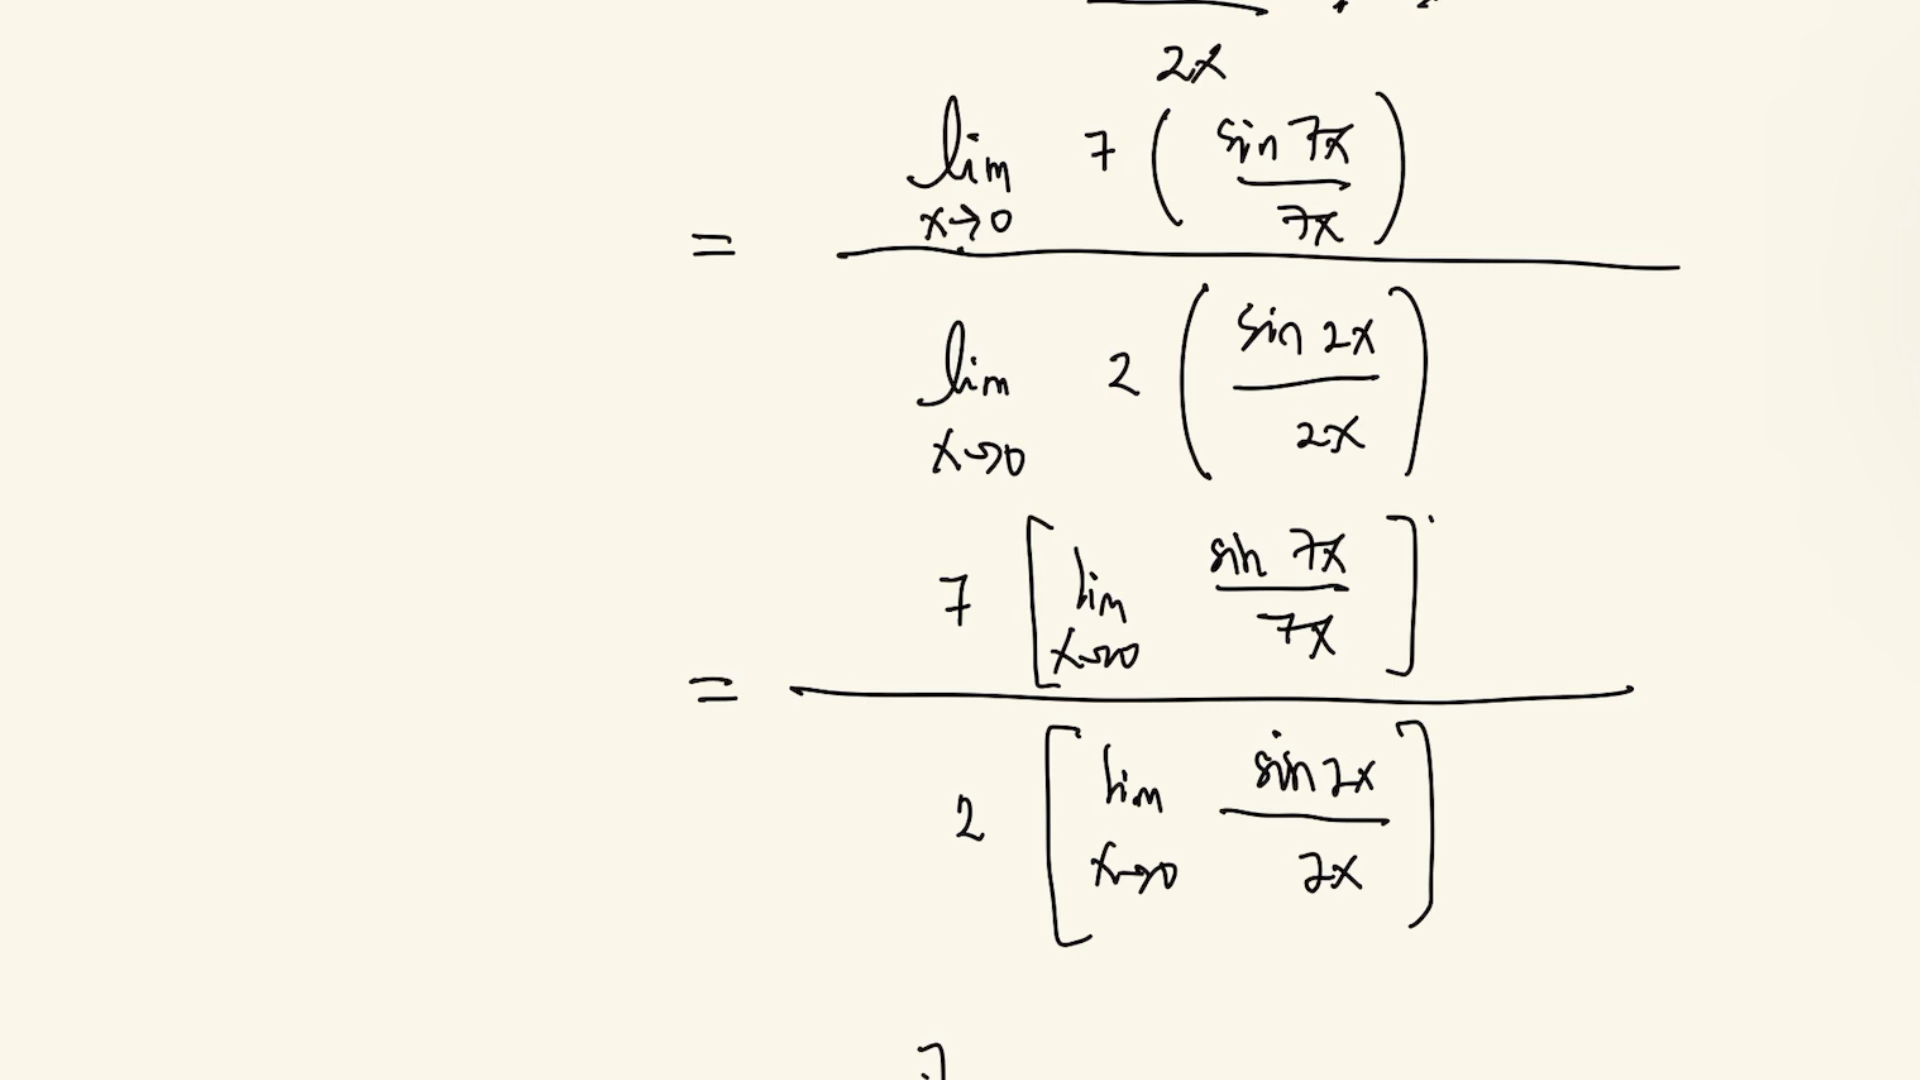 2x
lim 7 ( sin 7x
x→0 7x )
=
lim 2 ( sin 2x
x→0 2x )
7 [ lim sin 7x
x→0 7x ]
=
2 [ lim sin 2x
x→0 2x ]
7